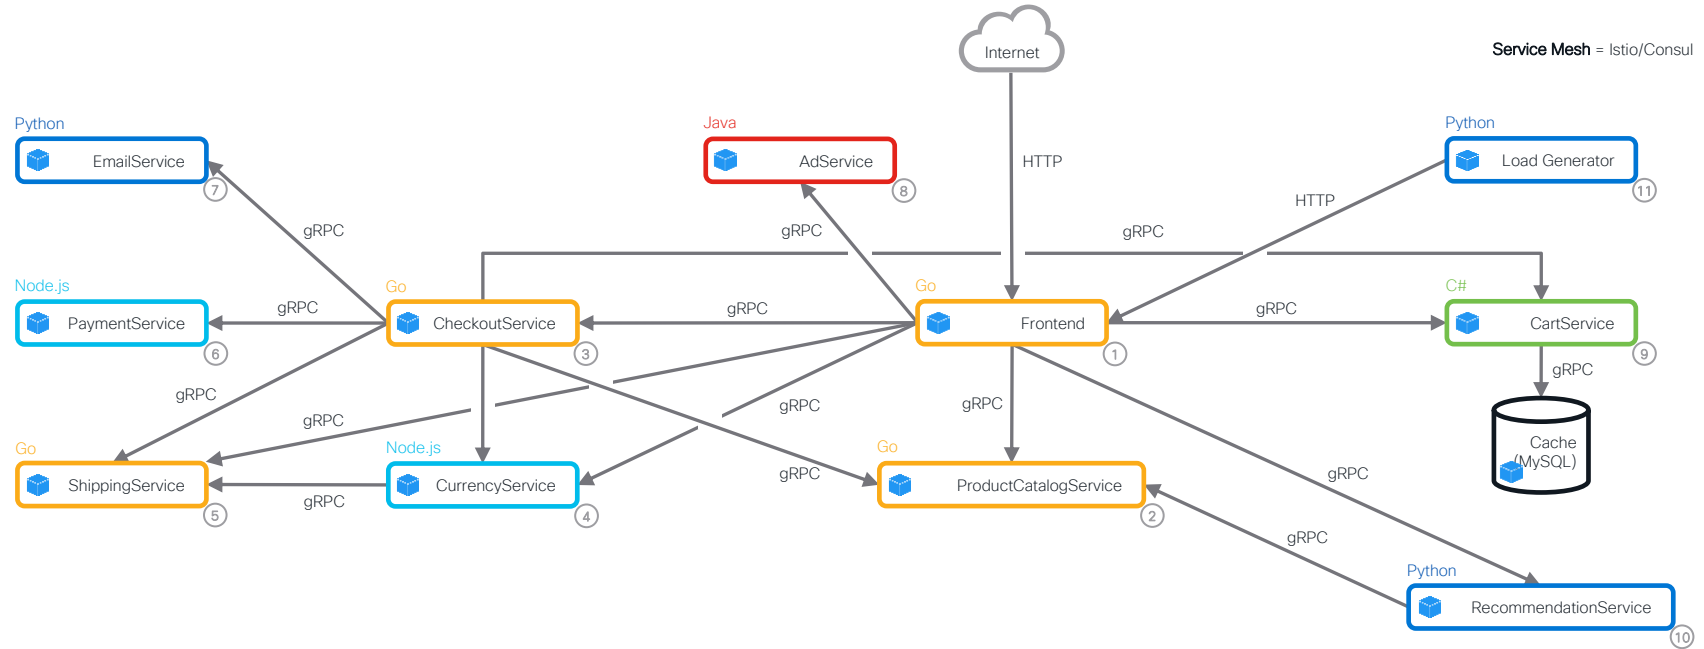 Internet
Service Mesh = Istio/Consul
Python
EmailService
7
Java
AdService
8
HTTP
Python
Load Generator
11
HTTP
gRPC
gRPC
gRPC
Node.js
PaymentService
6
gRPC
Go
CheckoutService
3
gRPC
Go
Frontend
1
gRPC
C#
CartService
9
gRPC
gRPC
gRPC
gRPC
gRPC
Cache
(MySQL)
Go
ShippingService
5
gRPC
Node.js
CurrencyService
4
gRPC
Go
ProductCatalogService
2
gRPC
gRPC
Python
RecommendationService
10